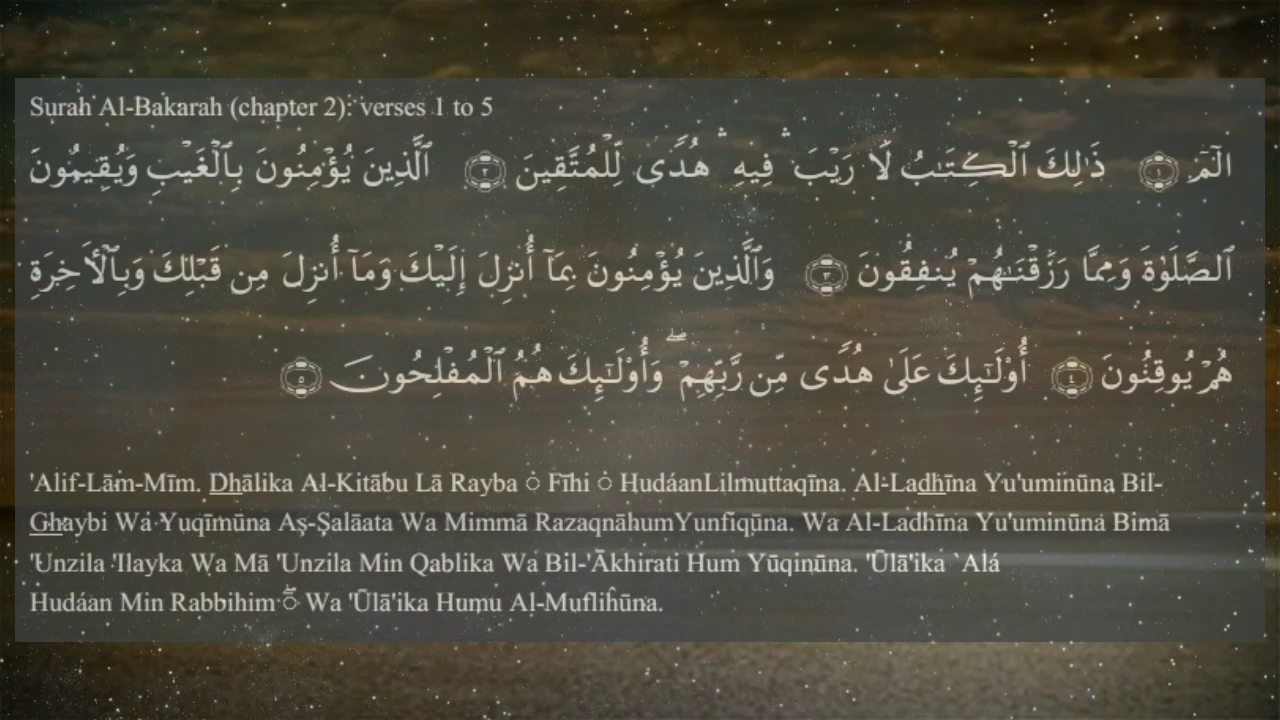 Surah Al-Bakarah (chapter 2): verses 1 to 5
الٓمٓ ۝١ ذَٰلِكَ ٱلْكِتَٰبُ لَا رَيْبَ ۛ فِيهِ ۛ هُدًى لِّلْمُتَّقِينَ ۝٢ ٱلَّذِينَ يُؤْمِنُونَ بِٱلْغَيْبِ وَيُقِيمُونَ
ٱلصَّلَوٰةَ وَمِمَّا رَزَقْنَٰهُمْ يُنفِقُونَ ۝٣ وَٱلَّذِينَ يُؤْمِنُونَ بِمَآ أُنزِلَ إِلَيْكَ وَمَآ أُنزِلَ مِن قَبْلِكَ وَبِٱلْءَاخِرَةِ
هُمْ يُوقِنُونَ ۝٤ أُو۟لَٰٓئِكَ عَلَىٰ هُدًى مِّن رَّبِّهِمْ ۖ وَأُو۟لَٰٓئِكَ هُمُ ٱلْمُفْلِحُونَ ۝٥
'Alif-Lām-Mīm. Dhālika Al-Kitābu Lā Rayba ۛ Fīhi ۛ HudáanLilmuttaqīna. Al-Ladhīna Yu'uminūna Bil-
Ghaybi Wa Yuqīmūna Aş-Şalāata Wa Mimmā RazaqnāhumYunfiqūna. Wa Al-Ladhīna Yu'uminūna Bimā
'Unzila 'Ilayka Wa Mā 'Unzila Min Qablika Wa Bil-'Ākhirati Hum Yūqinūna. 'Ūlā'ika `Alá
Hudáan Min Rabbihim ۖ Wa 'Ūlā'ika Humu Al-Mufliĥūna.